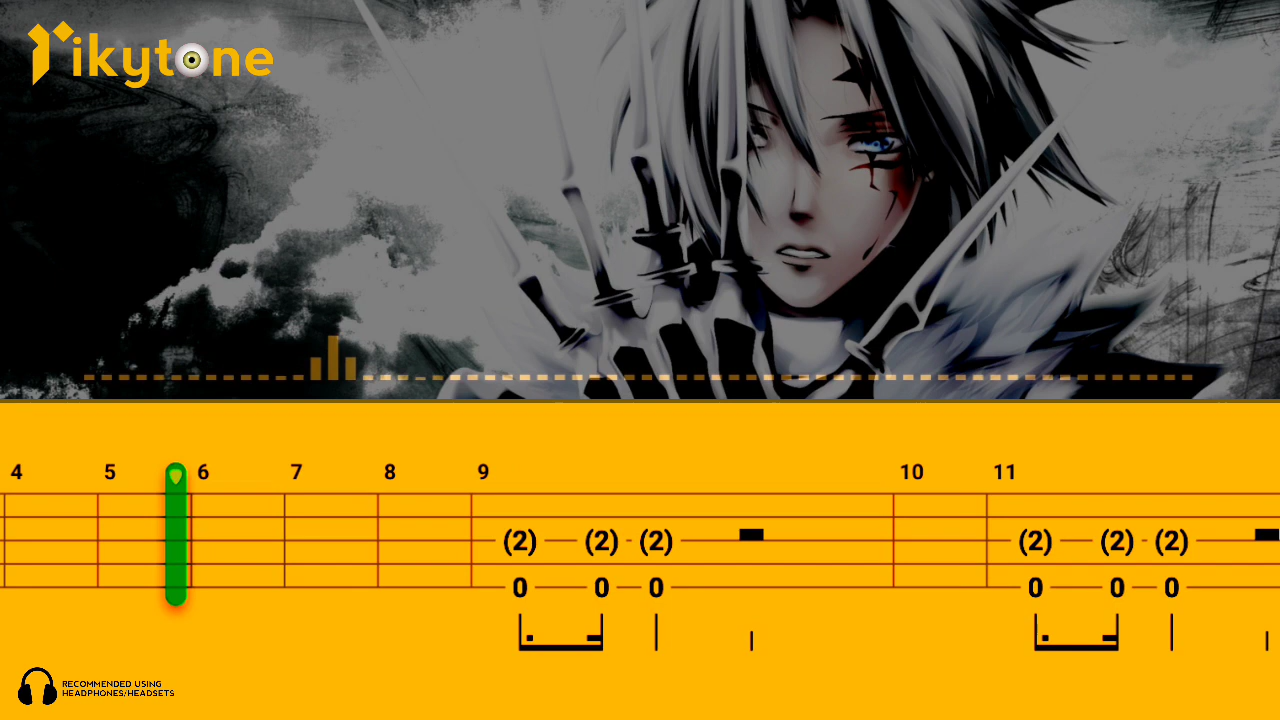 rikytone
4 5 6 7 8 9 10 11
(2) (2) (2) (2) (2) (2)
0 0 0 0 0 0
RECOMMENDED USING
HEADPHONES/HEADSETS